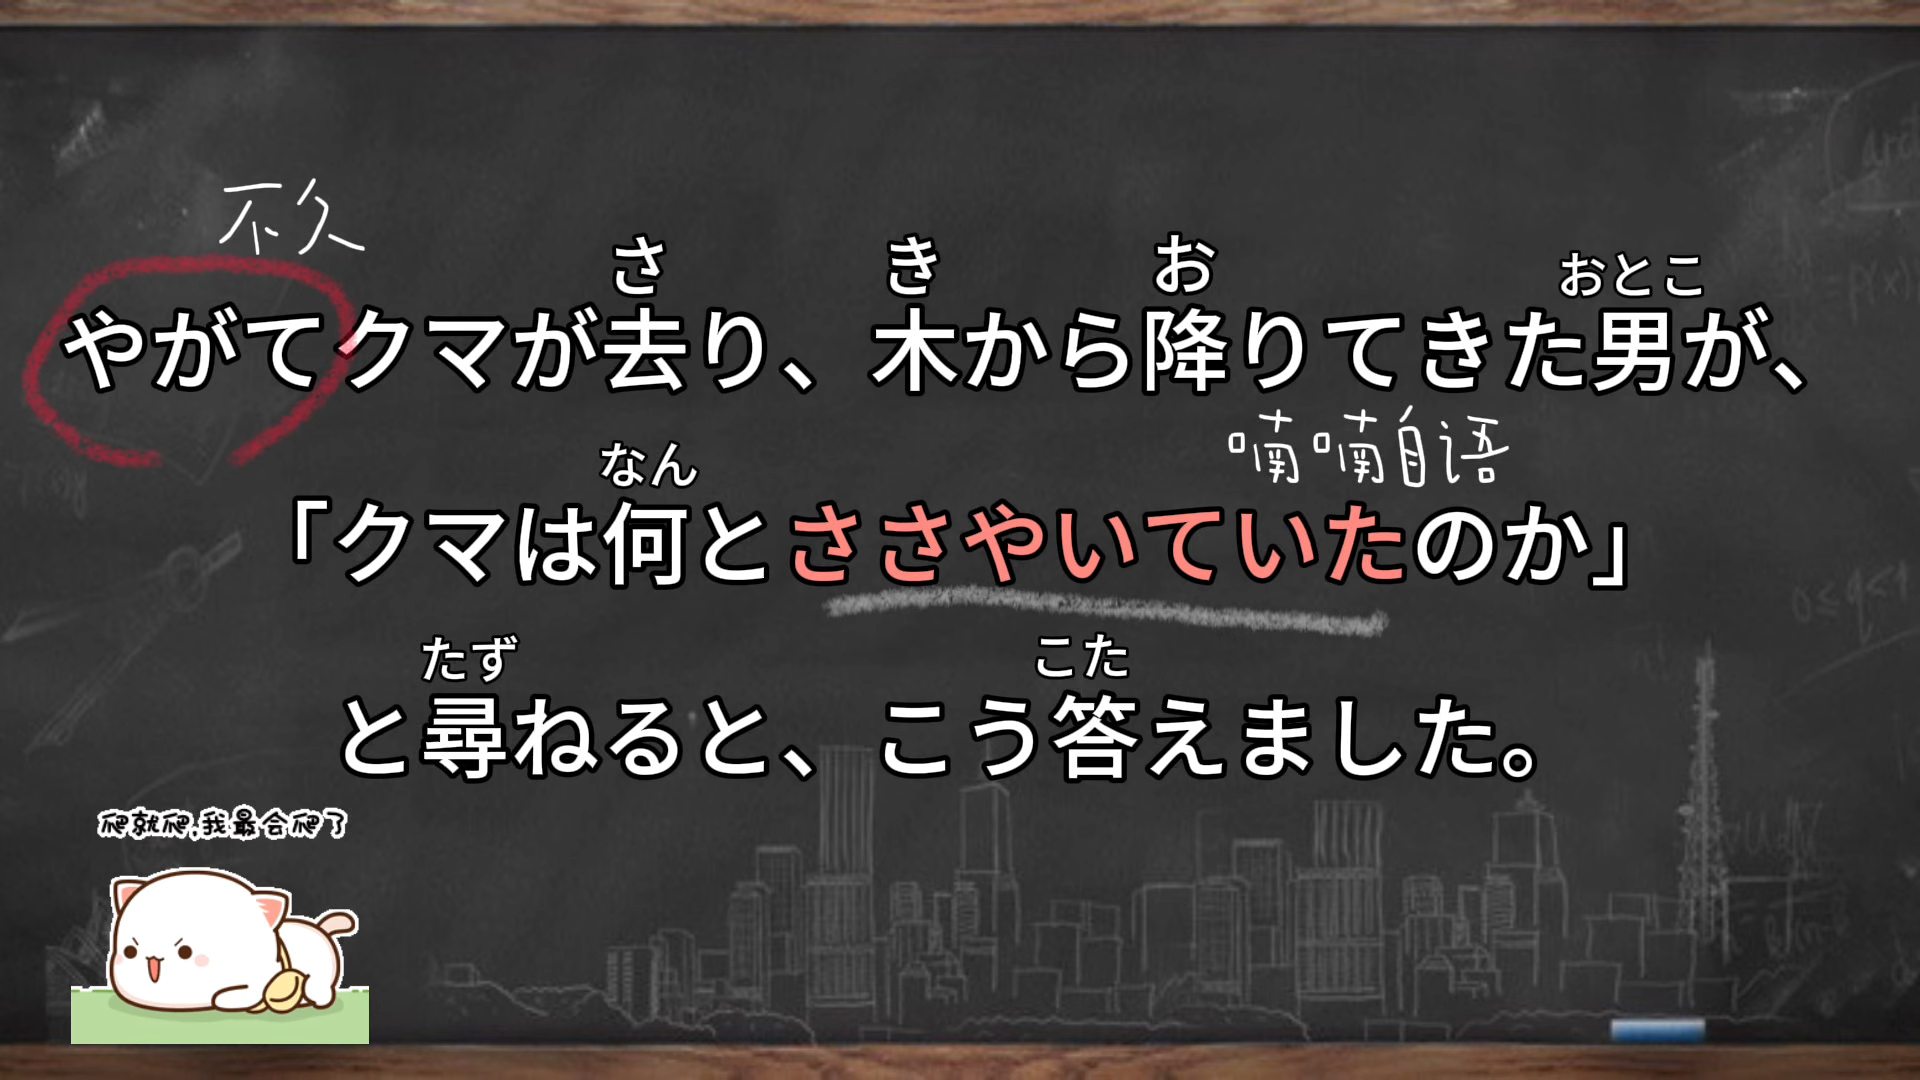 不久
さ き お おとこ
やがてクマが去り、木から降りてきた男が、
喃喃自语
なん
「クマは何とささやいていたのか」
たず こた
と尋ねると、こう答えました。
爬就爬,我最会爬了